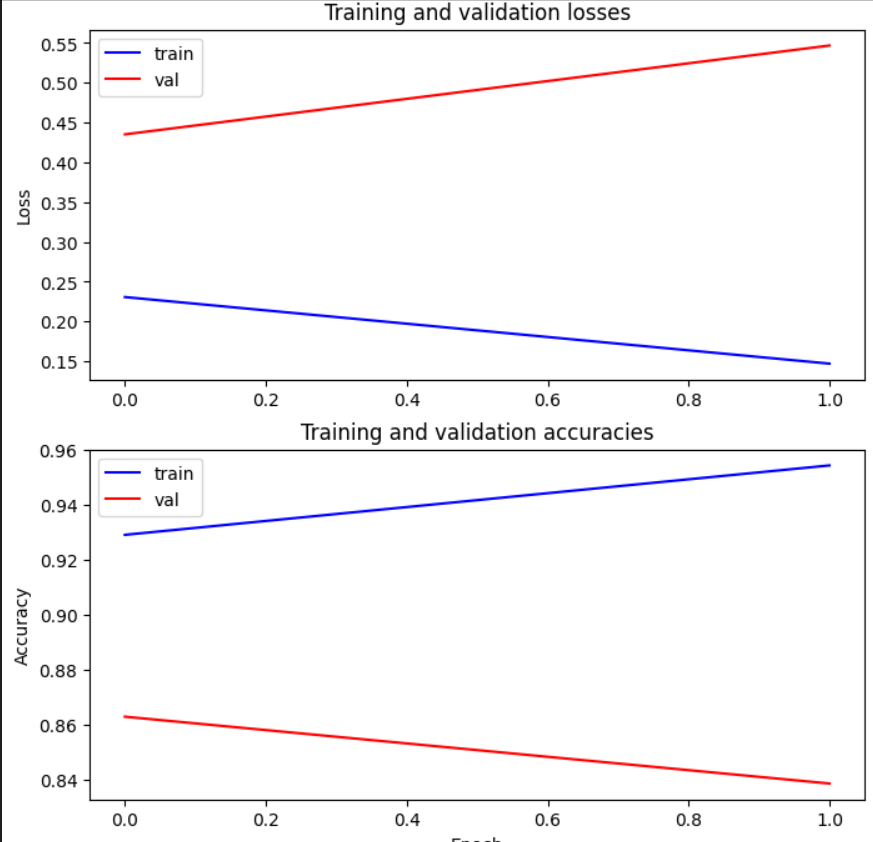 Training and validation losses
0.55
0.50
0.45
0.40
0.35
0.30
0.25
0.20
0.15
Loss
train
val
0.0 0.2 0.4 0.6 0.8 1.0
Training and validation accuracies
0.96
0.94
0.92
0.90
0.88
0.86
0.84
Accuracy
train
val
0.0 0.2 0.4 0.6 0.8 1.0
Epoch